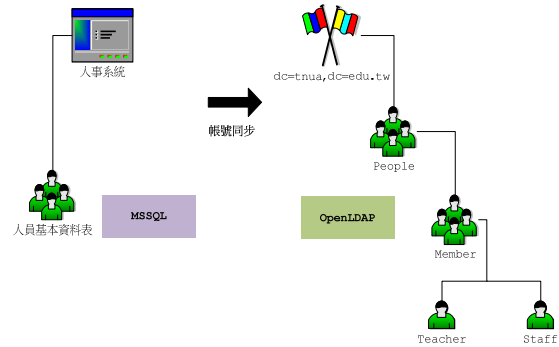 人事系統
dc=tnua,dc=edu.tw
帳號同步
People
人員基本資料表
MSSQL
OpenLDAP
Member
Teacher
Staff